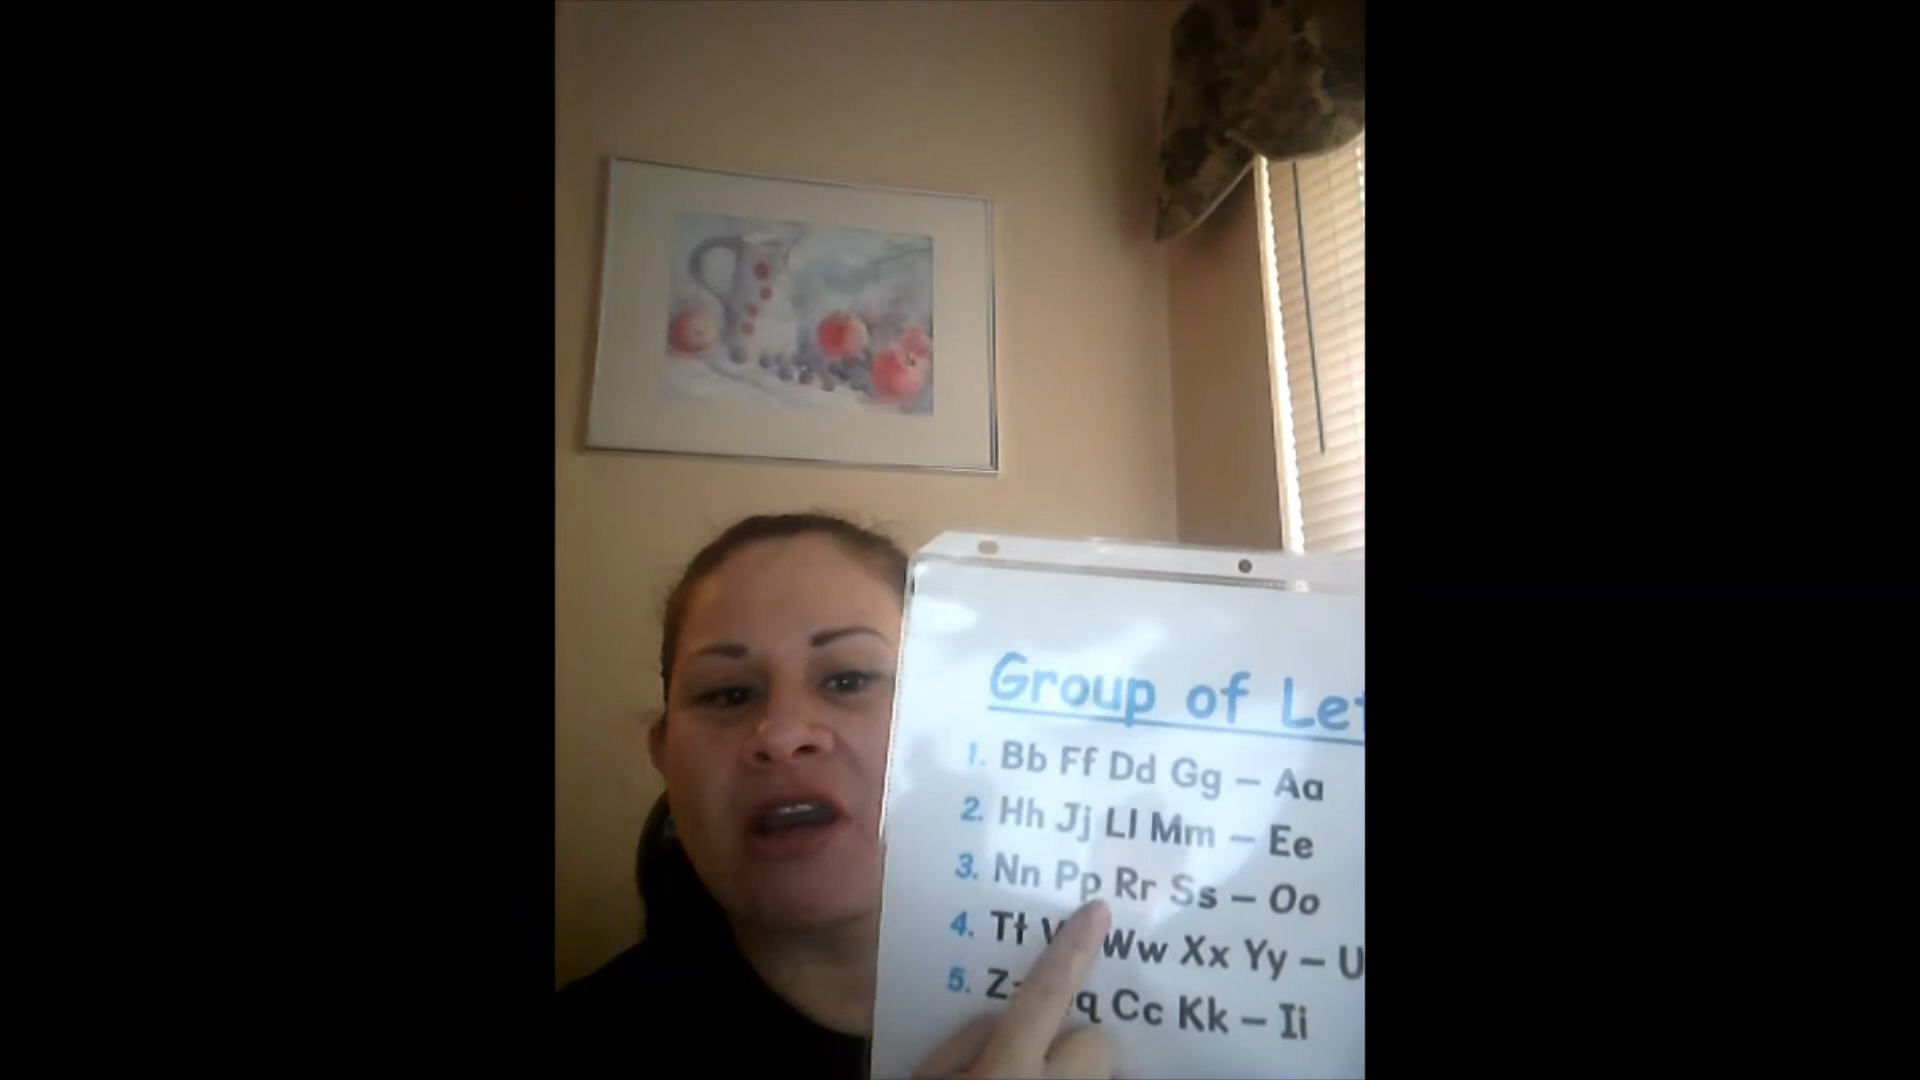 Group of Let
1. Bb Ff Dd Gg – Aa
2. Hh Jj Ll Mm – Ee
3. Nn Pp Rr Ss – Oo
4. Tt Ww Xx Yy – U
5. Cc Kk – Ii